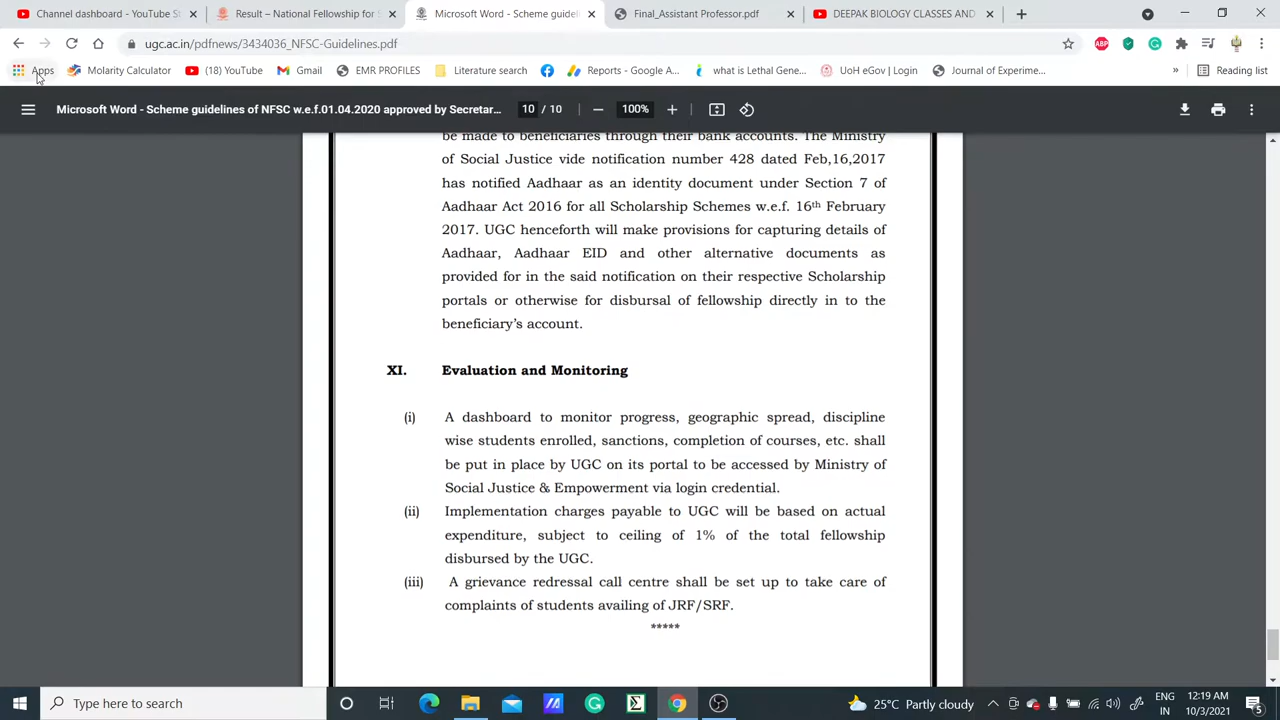 Channel dashboard - YouTube St
Result – National Fellowship for S
Microsoft Word - Scheme guidel
Final_Assistant Professor.pdf
DEEPAK BIOLOGY CLASSES AND
ugc.ac.in/pdfnews/3434036_NFSC-Guidelines.pdf
Apps
Molarity Calculator
(18) YouTube
Gmail
EMR PROFILES
Literature search
Reports - Google A...
what is Lethal Gene...
UoH eGov | Login
Journal of Experime...
»
Reading list
Microsoft Word - Scheme guidelines of NFSC w.e.f.01.04.2020 approved by Secretar...
10 / 10
100%
be made to beneficiaries through their bank accounts. The Ministry
of Social Justice vide notification number 428 dated Feb,16,2017
has notified Aadhaar as an identity document under Section 7 of
Aadhaar Act 2016 for all Scholarship Schemes w.e.f. 16th February
2017. UGC henceforth will make provisions for capturing details of
Aadhaar, Aadhaar EID and other alternative documents as
provided for in the said notification on their respective Scholarship
portals or otherwise for disbursal of fellowship directly in to the
beneficiary's account.
XI. Evaluation and Monitoring
(i) A dashboard to monitor progress, geographic spread, discipline
wise students enrolled, sanctions, completion of courses, etc. shall
be put in place by UGC on its portal to be accessed by Ministry of
Social Justice & Empowerment via login credential.
(ii) Implementation charges payable to UGC will be based on actual
expenditure, subject to ceiling of 1% of the total fellowship
disbursed by the UGC.
(iii) A grievance redressal call centre shall be set up to take care of
complaints of students availing of JRF/SRF.
*****
Type here to search
25°C Partly cloudy
ENG
IN
12:19 AM
10/3/2021